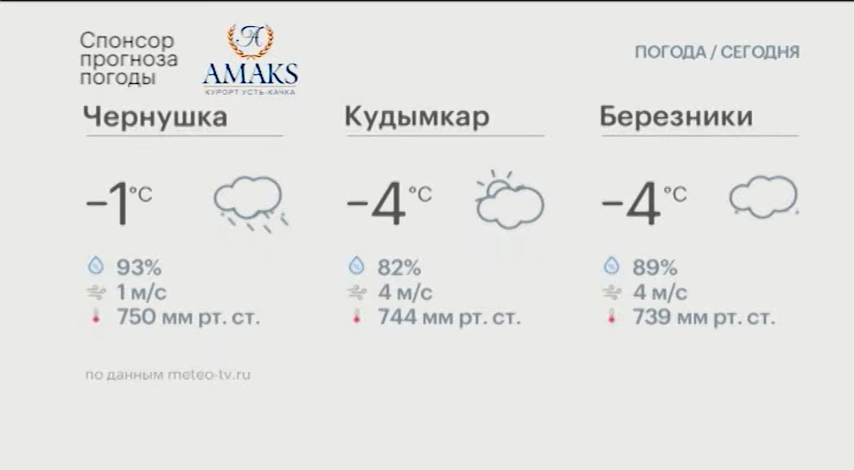 Спонсор
прогноза
погоды
AMAKS
КУРОРТ УСТЬ-КАЧКА
ПОГОДА / СЕГОДНЯ
Чернушка
−1°C
93%
1 м/с
750 мм рт. ст.
Кудымкар
−4°C
82%
4 м/с
744 мм рт. ст.
Березники
−4°C
89%
4 м/с
739 мм рт. ст.
по данным meteo-tv.ru